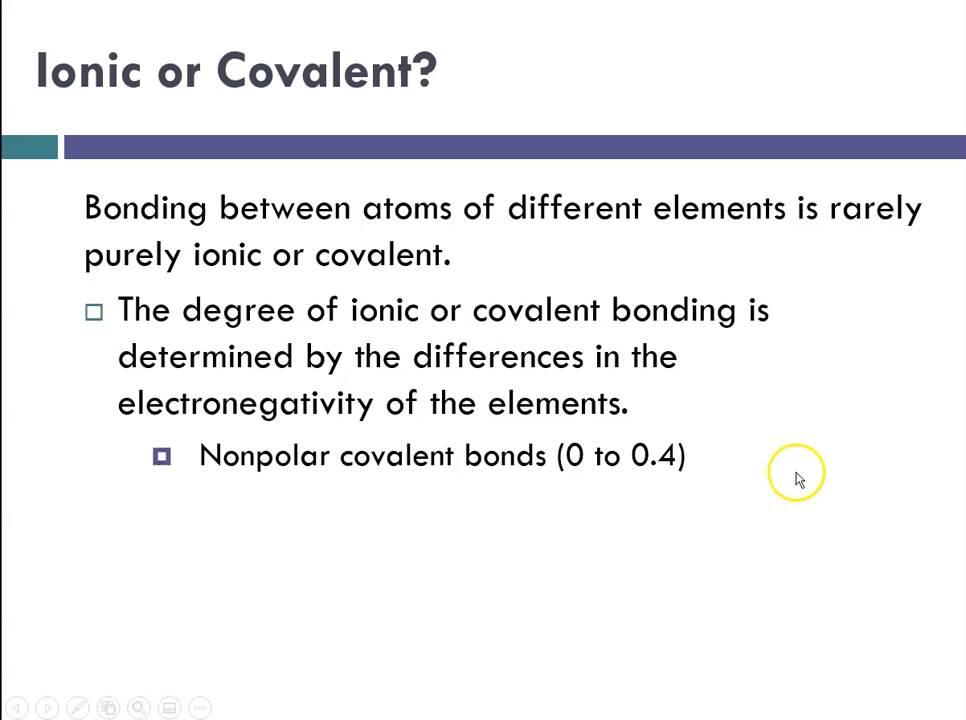 Ionic or Covalent?
Bonding between atoms of different elements is rarely
purely ionic or covalent.
The degree of ionic or covalent bonding is
determined by the differences in the
electronegativity of the elements.
Nonpolar covalent bonds (0 to 0.4)